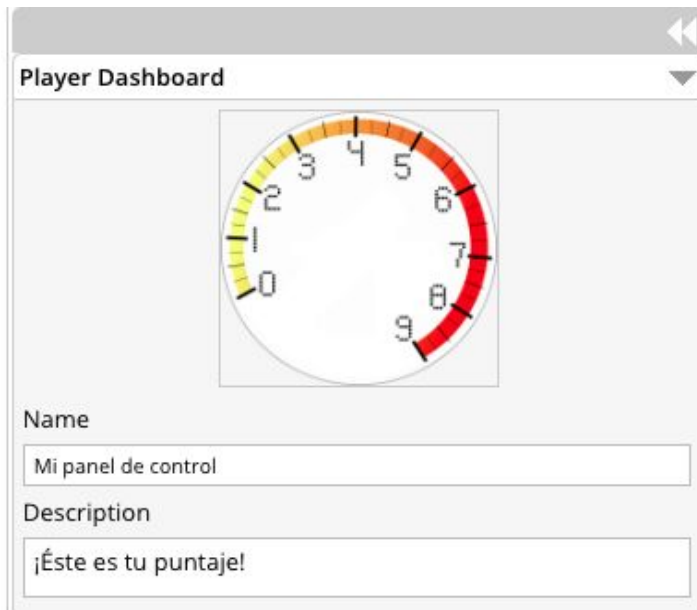 Player Dashboard
4
3
5
2
6
1
7
0
8
9
Name
Mi panel de control
Description
¡Éste es tu puntaje!